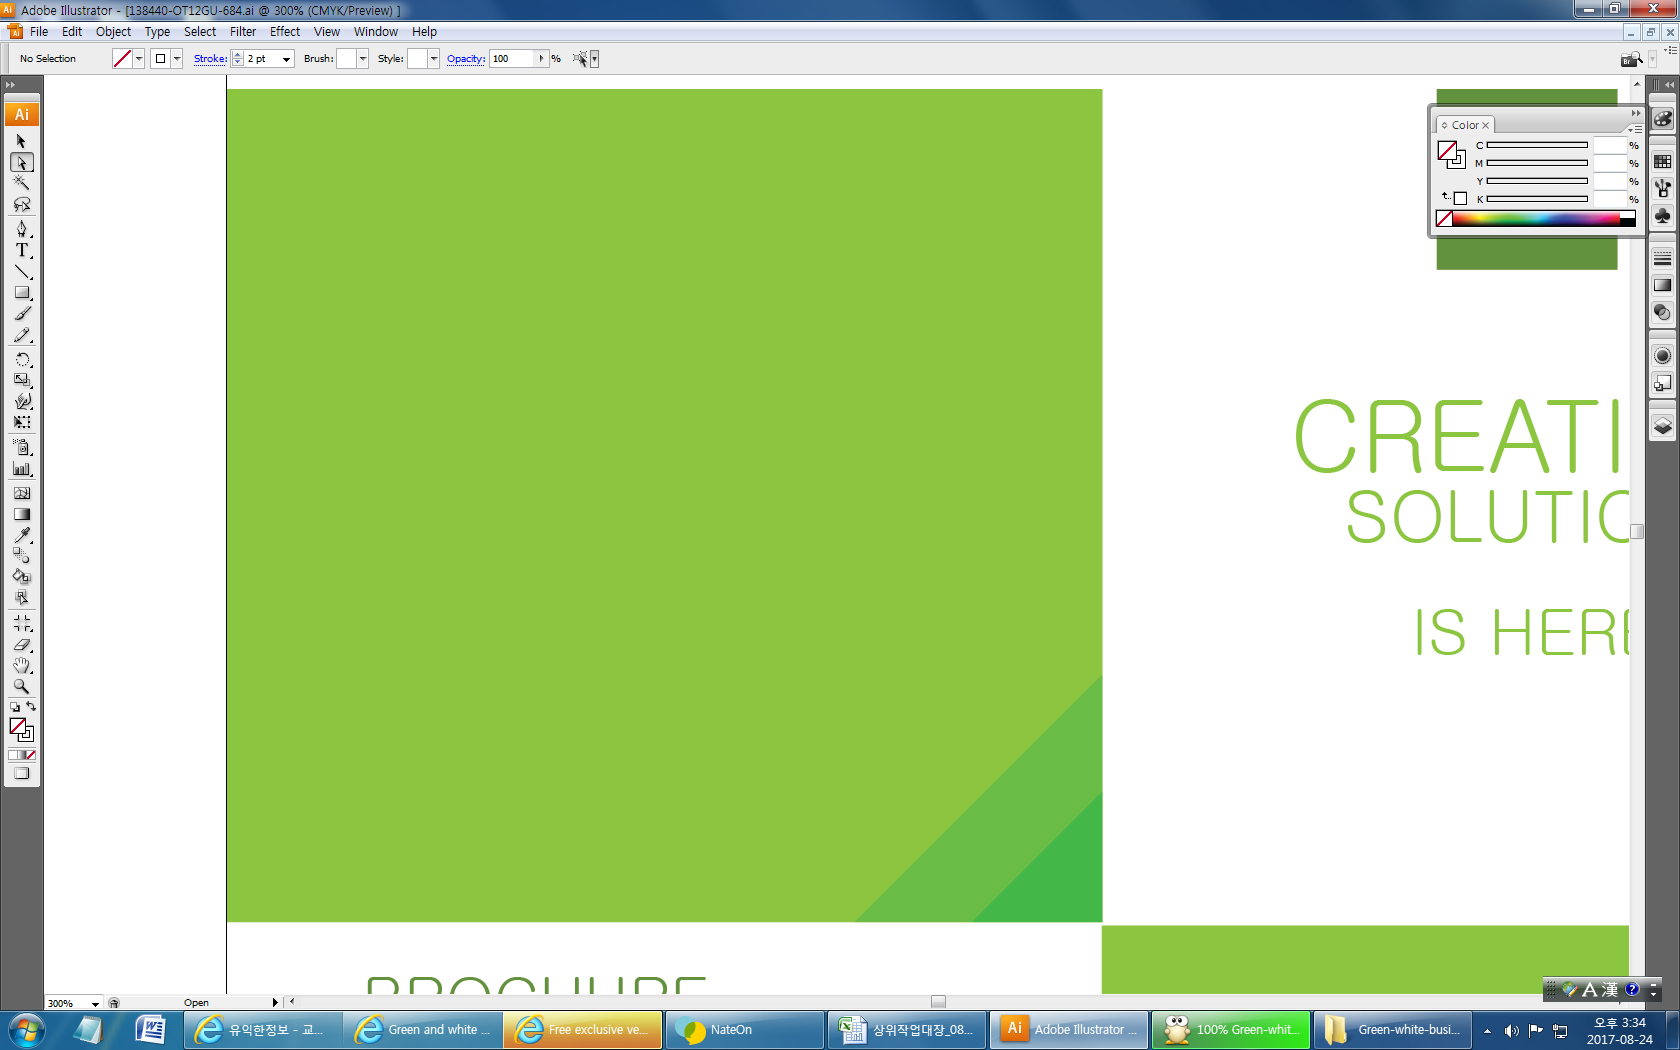 Adobe Illustrator - [138440-OT12GU-684.ai @ 300% (CMYK/Preview) ]
File Edit Object Type Select Filter Effect View Window Help
No Selection Stroke: 2 pt Brush: Style: Opacity: 100 %
Ai
Color
C %
M %
Y %
K %
CREATI
SOLUTIO
IS HERE
BROCHURE
300% Open
A 漢
유익한정보 - 교...
Green and white ...
Free exclusive ve...
NateOn
상위작업대장_08...
Adobe Illustrator ...
100% Green-whit...
Green-white-busi...
오후 3:34
2017-08-24